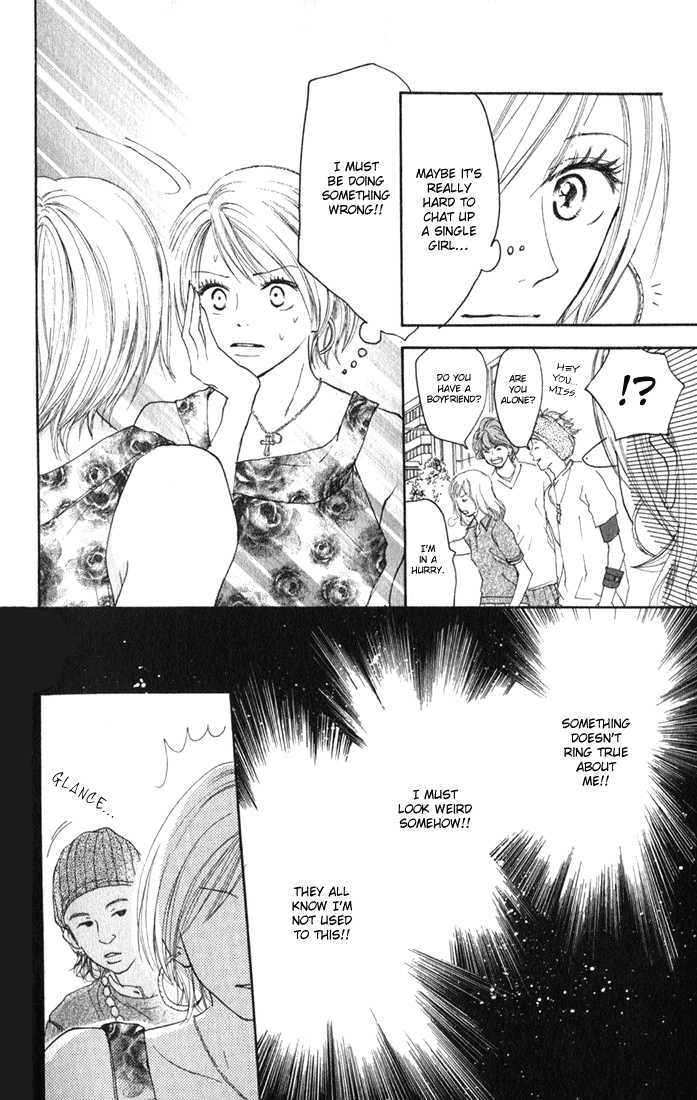 MAYBE IT'S
REALLY
HARD TO
CHAT UP
A SINGLE
GIRL...
!?
HEY
YOU...
MISS
ARE
YOU
ALONE?
DO YOU
HAVE A
BOYFRIEND?
I'M
IN A
HURRY.
I MUST
BE DOING
SOMETHING
WRONG!!
SOMETHING
DOESN'T
RING TRUE
ABOUT
ME!!
I MUST
LOOK WEIRD
SOMEHOW!!
THEY ALL
KNOW I'M
NOT USED
TO THIS!!
GLANCE...